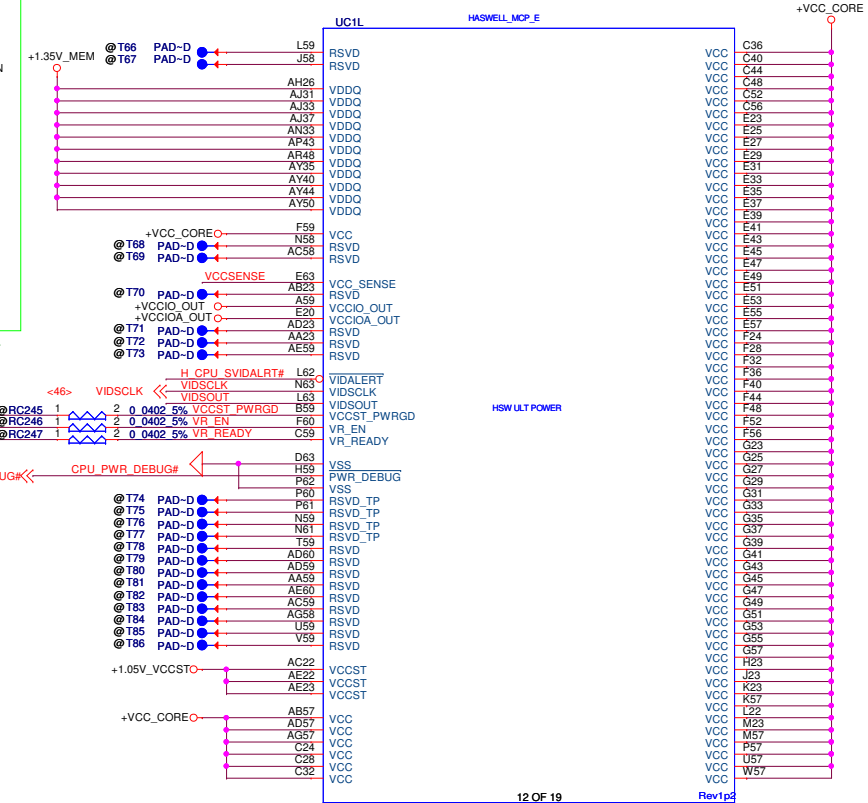 UC1L
HASWELL_MCP_E
+VCC_CORE
+1.35V_MEM
N
@T66 PAD~D L59 RSVD
@T67 PAD~D J58 RSVD
AH26 VDDQ
AJ31 VDDQ
AJ33 VDDQ
AJ37 VDDQ
AN33 VDDQ
AP43 VDDQ
AR48 VDDQ
AY35 VDDQ
AY40 VDDQ
AY44 VDDQ
AY50 VDDQ
+VCC_CORE F59 VCC
@T68 PAD~D N58 RSVD
@T69 PAD~D AC58 RSVD
VCCSENSE E63 VCC_SENSE
@T70 PAD~D AB23 RSVD
+VCCIO_OUT A59 VCCIO_OUT
+VCCIOA_OUT E20 VCCIOA_OUT
@T71 PAD~D AD23 RSVD
@T72 PAD~D AA23 RSVD
@T73 PAD~D AE59 RSVD
H_CPU_SVIDALRT# L62 VIDALERT
<46> VIDSCLK VIDSCLK N63 VIDSCLK
VIDSOUT L63 VIDSOUT
@RC245 1 2 0_0402_5% VCCST_PWRGD B59 VCCST_PWRGD
@RC246 1 2 0_0402_5% VR_EN F60 VR_EN
@RC247 1 2 0_0402_5% VR_READY C59 VR_READY
D63 VSS
UG# CPU_PWR_DEBUG# H59 PWR_DEBUG
P62 VSS
@T74 PAD~D P60 RSVD_TP
@T75 PAD~D P61 RSVD_TP
@T76 PAD~D N59 RSVD_TP
@T77 PAD~D N61 RSVD_TP
@T78 PAD~D T59 RSVD
@T79 PAD~D AD60 RSVD
@T80 PAD~D AD59 RSVD
@T81 PAD~D AA59 RSVD
@T82 PAD~D AE60 RSVD
@T83 PAD~D AC59 RSVD
@T84 PAD~D AG58 RSVD
@T85 PAD~D U59 RSVD
@T86 PAD~D V59 RSVD
+1.05V_VCCST AC22 VCCST
AE22 VCCST
AE23 VCCST
+VCC_CORE AB57 VCC
AD57 VCC
AG57 VCC
C24 VCC
C28 VCC
C32 VCC
HSW ULT POWER
VCC C36
VCC C40
VCC C44
VCC C48
VCC C52
VCC C56
VCC E23
VCC E25
VCC E27
VCC E29
VCC E31
VCC E33
VCC E35
VCC E37
VCC E39
VCC E41
VCC E43
VCC E45
VCC E47
VCC E49
VCC E51
VCC E53
VCC E55
VCC E57
VCC F24
VCC F28
VCC F32
VCC F36
VCC F40
VCC F44
VCC F48
VCC F52
VCC F56
VCC G23
VCC G25
VCC G27
VCC G29
VCC G31
VCC G33
VCC G35
VCC G37
VCC G39
VCC G41
VCC G43
VCC G45
VCC G47
VCC G49
VCC G51
VCC G53
VCC G55
VCC G57
VCC H23
VCC J23
VCC K23
VCC K57
VCC L22
VCC M23
VCC M57
VCC P57
VCC U57
VCC W57
12 OF 19
Rev1p2